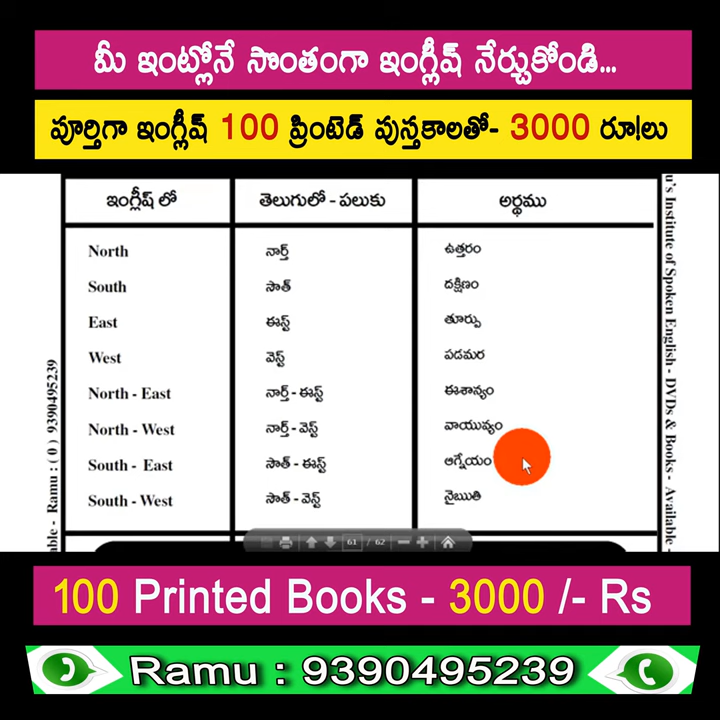 మీ ఇంట్లోనే సొంతంగా ఇంగ్లీష్ నేర్చుకోండి...
పూర్తిగా ఇంగ్లీష్ 100 ప్రింటెడ్ పుస్తకాలతో- 3000 రూ!లు
ఇంగ్లీష్ లో తెలుగులో - పలుకు అర్థము
North నార్త్ ఉత్తరం
South సౌత్ దక్షిణం
East ఈస్ట్ తూర్పు
West వెస్ట్ పడమర
North - East నార్త్ - ఈస్ట్ ఈశాన్యం
North - West నార్త్ - వెస్ట్ వాయువ్యం
South - East సౌత్ - ఈస్ట్ ఆగ్నేయం
South - West సౌత్ - వెస్ట్ నైఋతి
able - Ramu : ( 0 ) 9390495239
u's Institute of Spoken English - DVDs & Books - Available -
61 / 62
100 Printed Books - 3000 /- Rs
Ramu : 9390495239